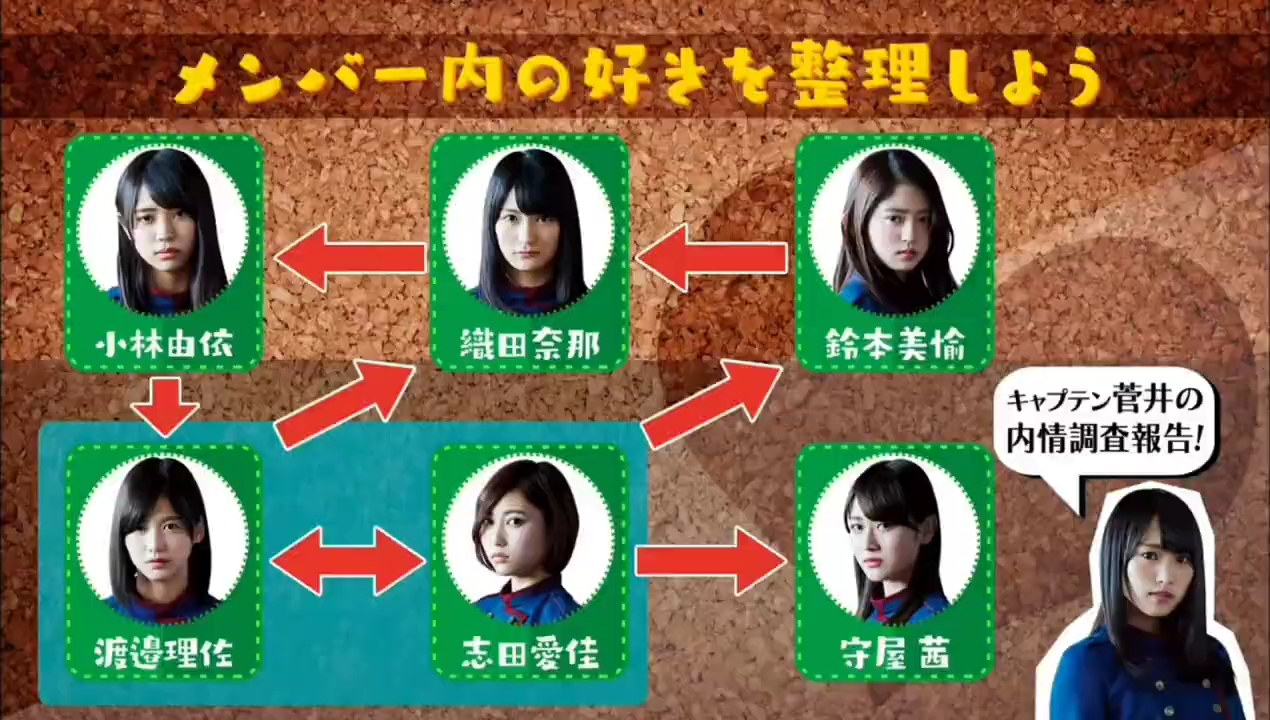 メンバー内の好きを整理しよう
小林由依
織田奈那
鈴本美愉
キャプテン菅井の
内情調査報告!
渡邉理佐
志田愛佳
守屋 茜